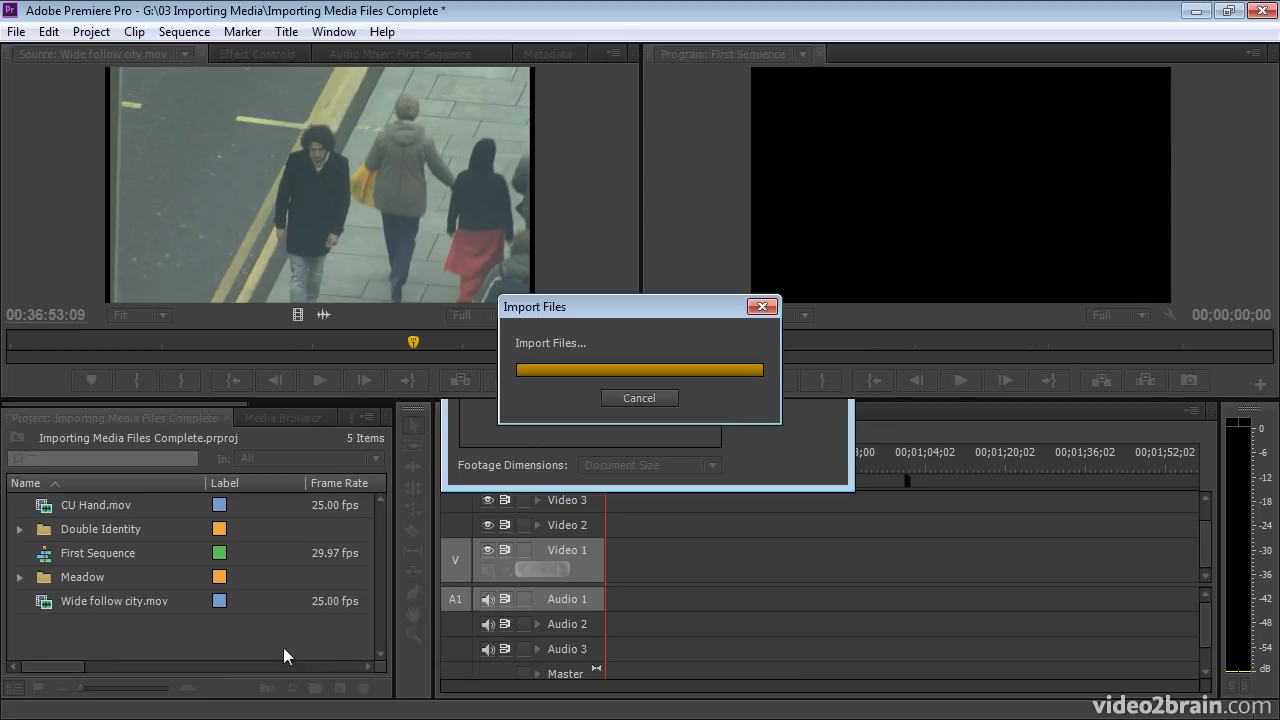 Pr Adobe Premiere Pro - G:\03 Importing Media\Importing Media Files Complete *
File Edit Project Clip Sequence Marker Title Window Help
Source: Wide follow city.mov Effect Controls Audio Mixer: First Sequence Metadata Program: First Sequence
00:36:53:09 Fit Full Full 00;00;00;00
Import Files
Import Files...
Cancel
Project: Importing Media Files Complete Media Browser
Importing Media Files Complete.prproj 5 Items
In: All
Name Label Frame Rate
CU Hand.mov 25.00 fps
Double Identity
First Sequence 29.97 fps
Meadow
Wide follow city.mov 25.00 fps
Footage Dimensions: Document Size
00;01;04;02 00;01;20;02 00;01;36;02 00;01;52;02
Video 3
Video 2
V Video 1
A1 Audio 1
Audio 2
Audio 3
Master
0
-6
-12
-18
-24
-30
-36
-42
-48
-54
dB
video2brain.com